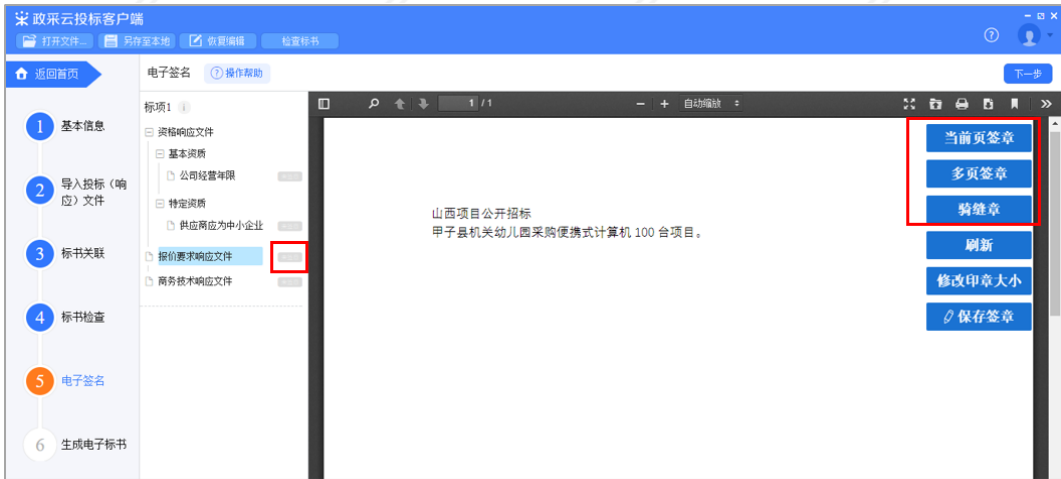 政采云投标客户端
打开文件... 另存至本地 恢复编辑 检查标书
返回首页 电子签名 操作帮助 下一步
1 基本信息
2 导入投标（响应）文件
3 标书关联
4 标书检查
5 电子签名
6 生成电子标书
标项1
资格响应文件
基本资质
公司经营年限
特定资质
供应商应为中小企业
报价要求响应文件
商务技术响应文件
1 / 1 自动缩放
山西项目公开招标
甲子县机关幼儿园采购便携式计算机 100 台项目。
当前页签章
多页签章
骑缝章
刷新
修改印章大小
保存签章